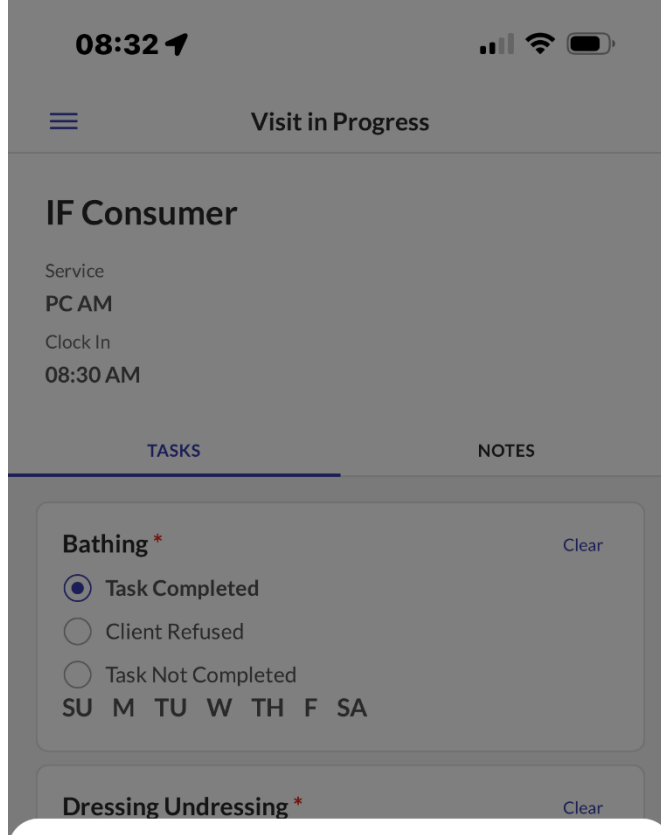 08:32
Visit in Progress
IF Consumer
Service
PC AM
Clock In
08:30 AM
TASKS NOTES
Bathing * Clear
Task Completed
Client Refused
Task Not Completed
SU M TU W TH F SA
Dressing Undressing * Clear